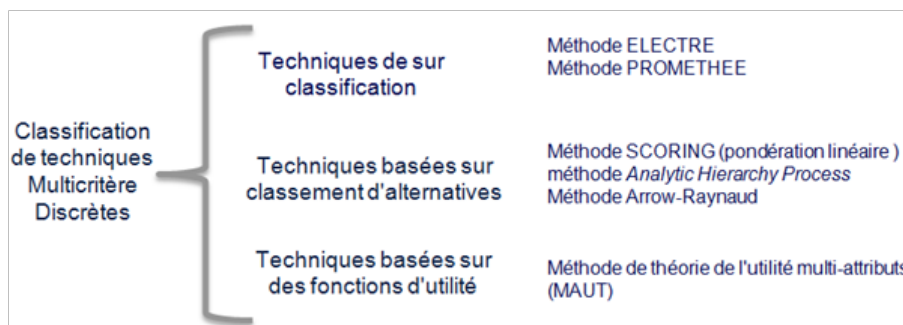 Classification
de techniques
Multicritère
Discrètes
Techniques de sur
classification
Méthode ELECTRE
Méthode PROMETHEE
Techniques basées sur
classement d'alternatives
Méthode SCORING (pondération linéaire )
méthode Analytic Hierarchy Process
Méthode Arrow-Raynaud
Techniques basées sur
des fonctions d'utilité
Méthode de théorie de l'utilité multi-attributs
(MAUT)